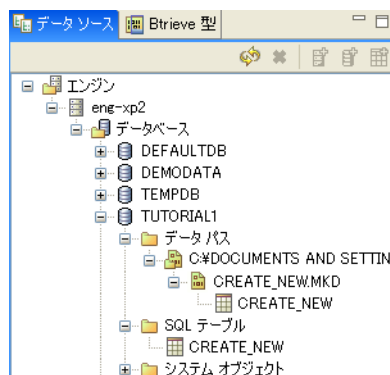 データ ソース Btrieve 型
エンジン
eng-xp2
データベース
DEFAULTDB
DEMODATA
TEMPDB
TUTORIAL1
データ パス
C:¥DOCUMENTS AND SETTIN
CREATE_NEW.MKD
CREATE_NEW
SQL テーブル
CREATE_NEW
システム オブジェクト